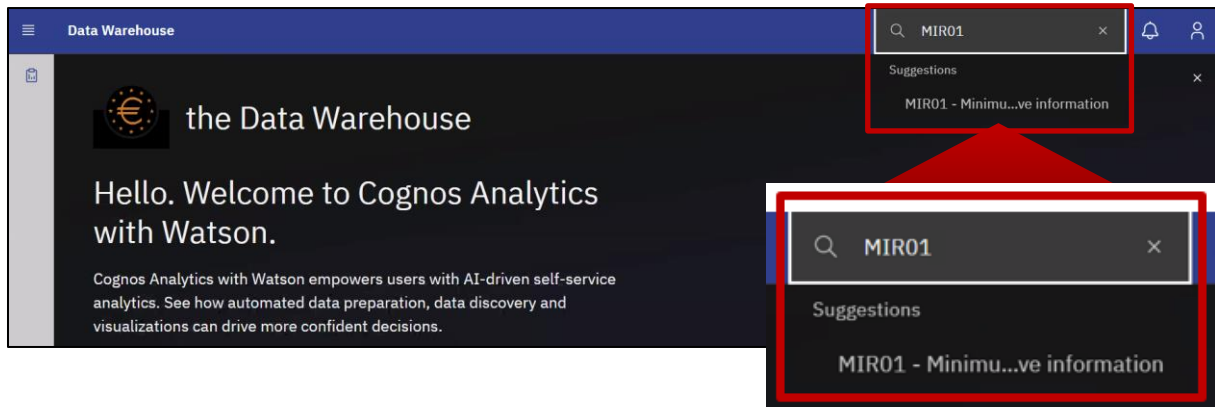 Data Warehouse
MIR01
Suggestions
MIR01 - Minimu...ve information
€ the Data Warehouse
Hello. Welcome to Cognos Analytics
with Watson.
Cognos Analytics with Watson empowers users with AI-driven self-service
analytics. See how automated data preparation, data discovery and
visualizations can drive more confident decisions.
MIR01
Suggestions
MIR01 - Minimu...ve information